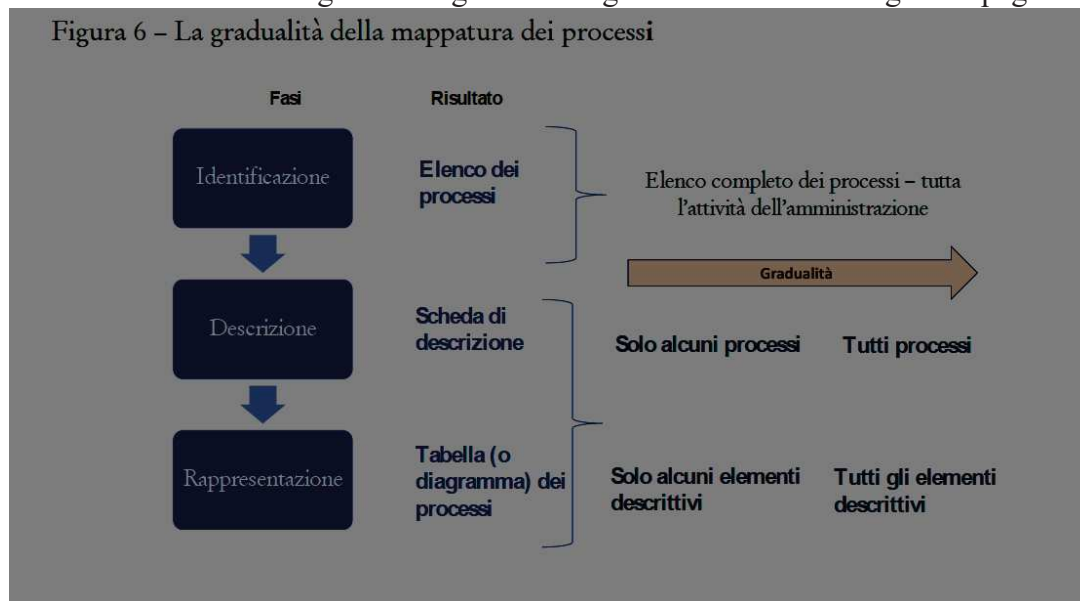 Figura 6 – La gradualità della mappatura dei processi
Fasi
Risultato
Identificazione
Elenco dei
processi
Elenco completo dei processi – tutta
l'attività dell'amministrazione
Gradualità
Descrizione
Scheda di
descrizione
Solo alcuni processi
Tutti processi
Rappresentazione
Tabella (o
diagramma) dei
processi
Solo alcuni elementi
descrittivi
Tutti gli elementi
descrittivi